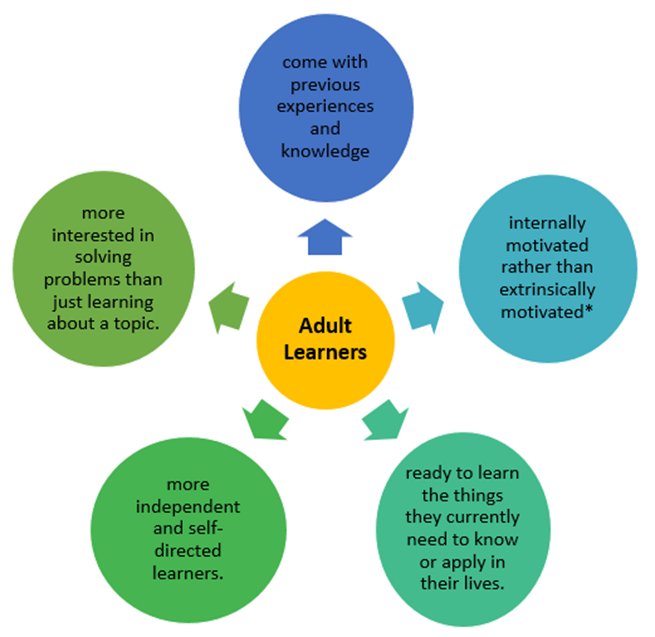 come with
previous
experiences
and
knowledge
internally
motivated
rather than
extrinsically
motivated*
ready to learn
the things
they currently
need to know
or apply in
their lives.
more
independent
and self-
directed
learners.
more
interested in
solving
problems than
just learning
about a topic.
Adult
Learners